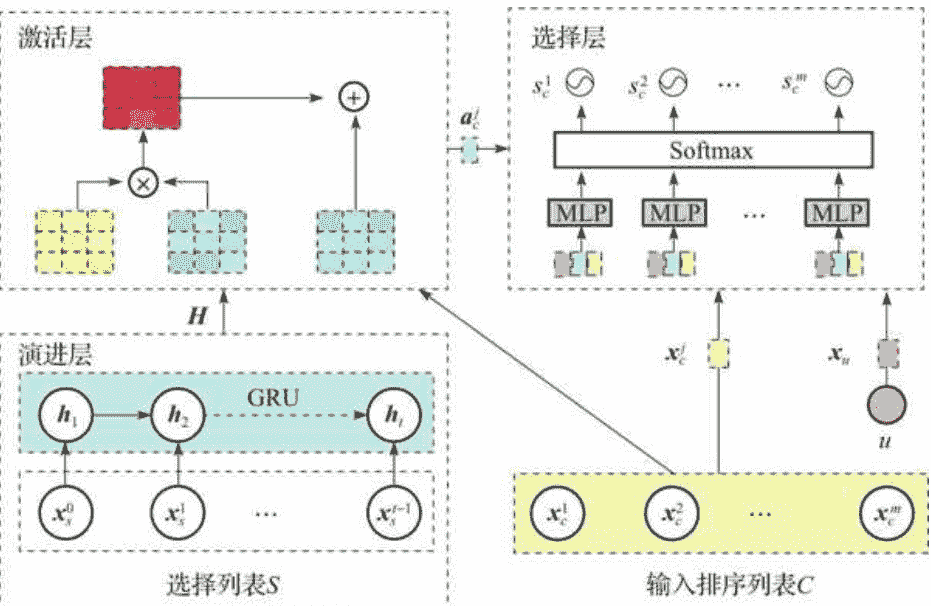 激活层
a_c^j
选择层
s_c^1 s_c^2 ... s_c^m
Softmax
MLP MLP ... MLP
H
x_c^j x_u
u
演进层
GRU
h_1 h_2 h_t
x_s^0 x_s^1 ... x_s^{t-1}
x_c^1 x_c^2 ... x_c^m
选择列表S
输入排序列表C